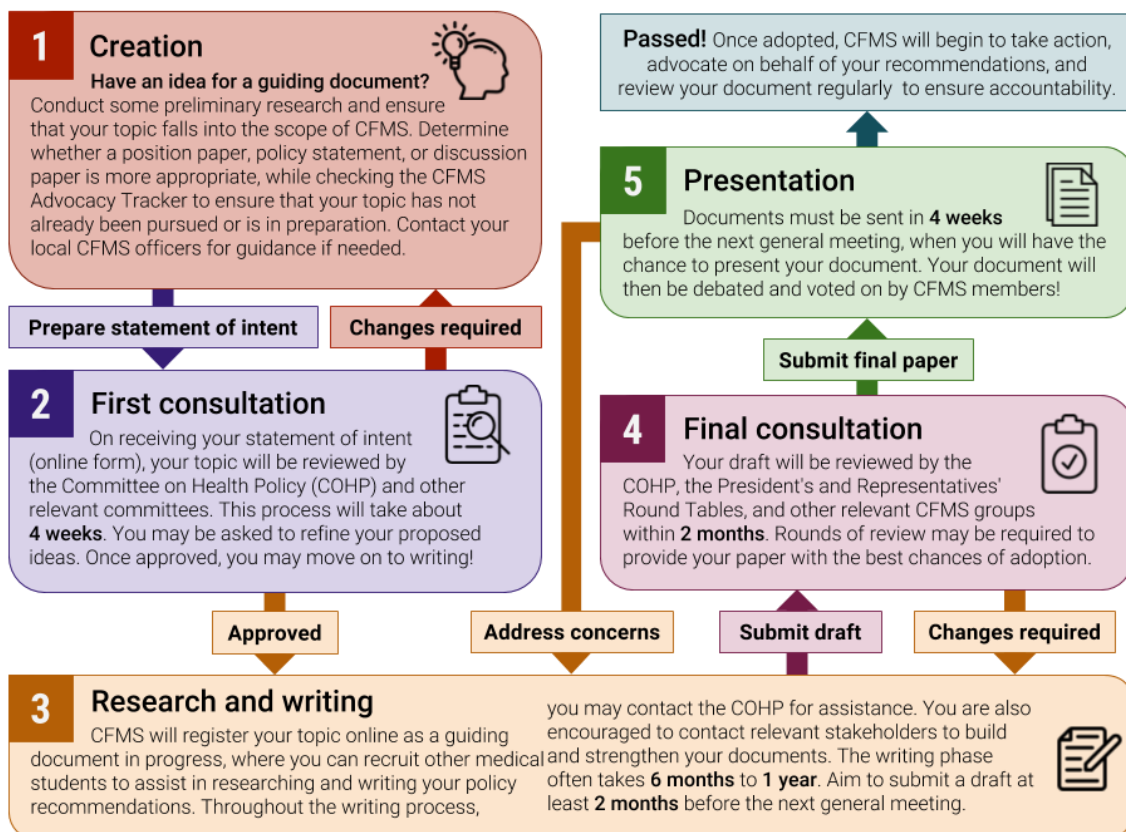 1
Creation
Have an idea for a guiding document?
Conduct some preliminary research and ensure
that your topic falls into the scope of CFMS. Determine
whether a position paper, policy statement, or discussion
paper is more appropriate, while checking the CFMS
Advocacy Tracker to ensure that your topic has not
already been pursued or is in preparation. Contact your
local CFMS officers for guidance if needed.
Prepare statement of intent
Changes required
2
First consultation
On receiving your statement of intent
(online form), your topic will be reviewed by
the Committee on Health Policy (COHP) and other
relevant committees. This process will take about
4 weeks. You may be asked to refine your proposed
ideas. Once approved, you may move on to writing!
Approved
3
Research and writing
CFMS will register your topic online as a guiding
document in progress, where you can recruit other medical
students to assist in researching and writing your policy
recommendations. Throughout the writing process,
you may contact the COHP for assistance. You are also
encouraged to contact relevant stakeholders to build
and strengthen your documents. The writing phase
often takes 6 months to 1 year. Aim to submit a draft at
least 2 months before the next general meeting.
Submit draft
Changes required
4
Final consultation
Your draft will be reviewed by the
COHP, the President's and Representatives'
Round Tables, and other relevant CFMS groups
within 2 months. Rounds of review may be required to
provide your paper with the best chances of adoption.
Submit final paper
Address concerns
5
Presentation
Documents must be sent in 4 weeks
before the next general meeting, when you will have the
chance to present your document. Your document will
then be debated and voted on by CFMS members!
Passed! Once adopted, CFMS will begin to take action,
advocate on behalf of your recommendations, and
review your document regularly to ensure accountability.